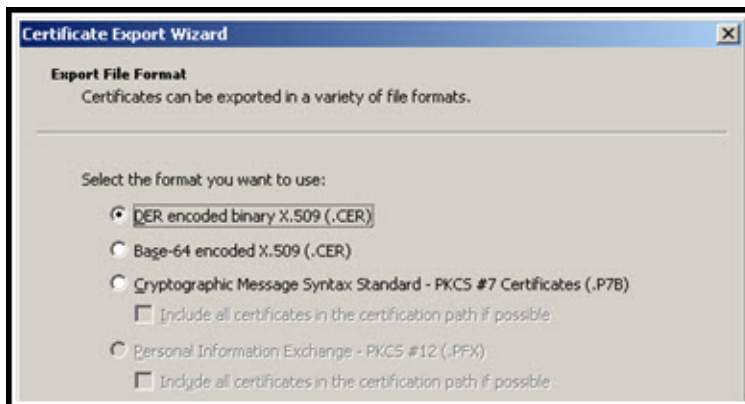 Certificate Export Wizard
Export File Format
Certificates can be exported in a variety of file formats.
Select the format you want to use:
DER encoded binary X.509 (.CER)
Base-64 encoded X.509 (.CER)
Cryptographic Message Syntax Standard - PKCS #7 Certificates (.P7B)
Include all certificates in the certification path if possible
Personal Information Exchange - PKCS #12 (.PFX)
Include all certificates in the certification path if possible